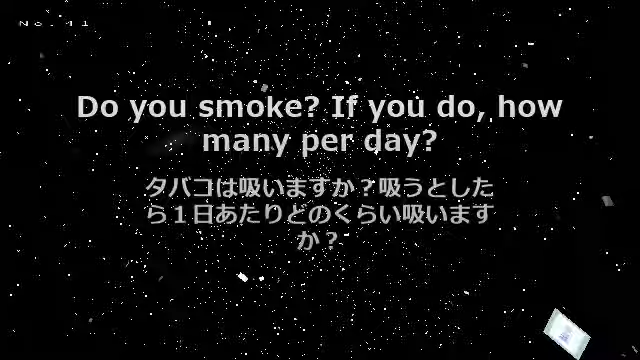 No. 41
Do you smoke? If you do, how
many per day?
タバコは吸いますか？吸うとした
ら１日あたりどのくらい吸います
か？